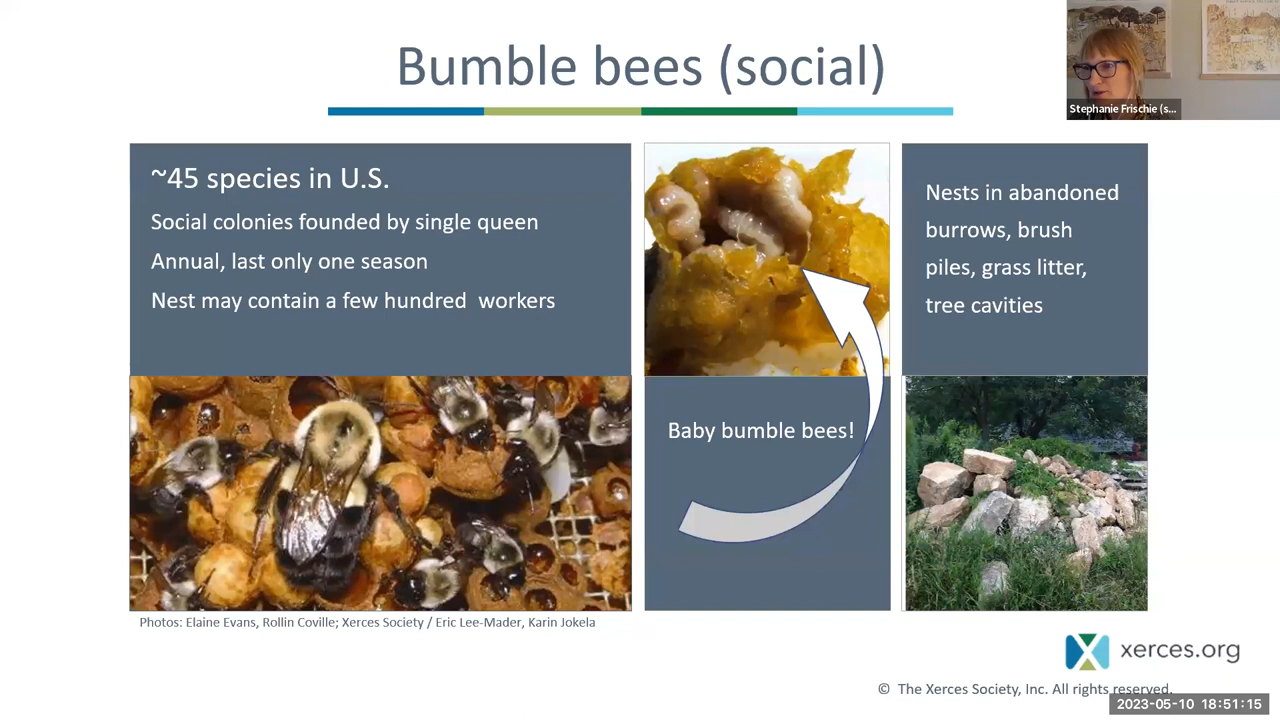 Bumble bees (social)
Stephanie Frischie (s...
~45 species in U.S.
Social colonies founded by single queen
Annual, last only one season
Nest may contain a few hundred  workers
Baby bumble bees!
Nests in abandoned
burrows, brush
piles, grass litter,
tree cavities
Photos: Elaine Evans, Rollin Coville; Xerces Society / Eric Lee-Mader, Karin Jokela
xerces.org
©  The Xerces Society, Inc. All rights reserved.
2023-05-10  18:51:15